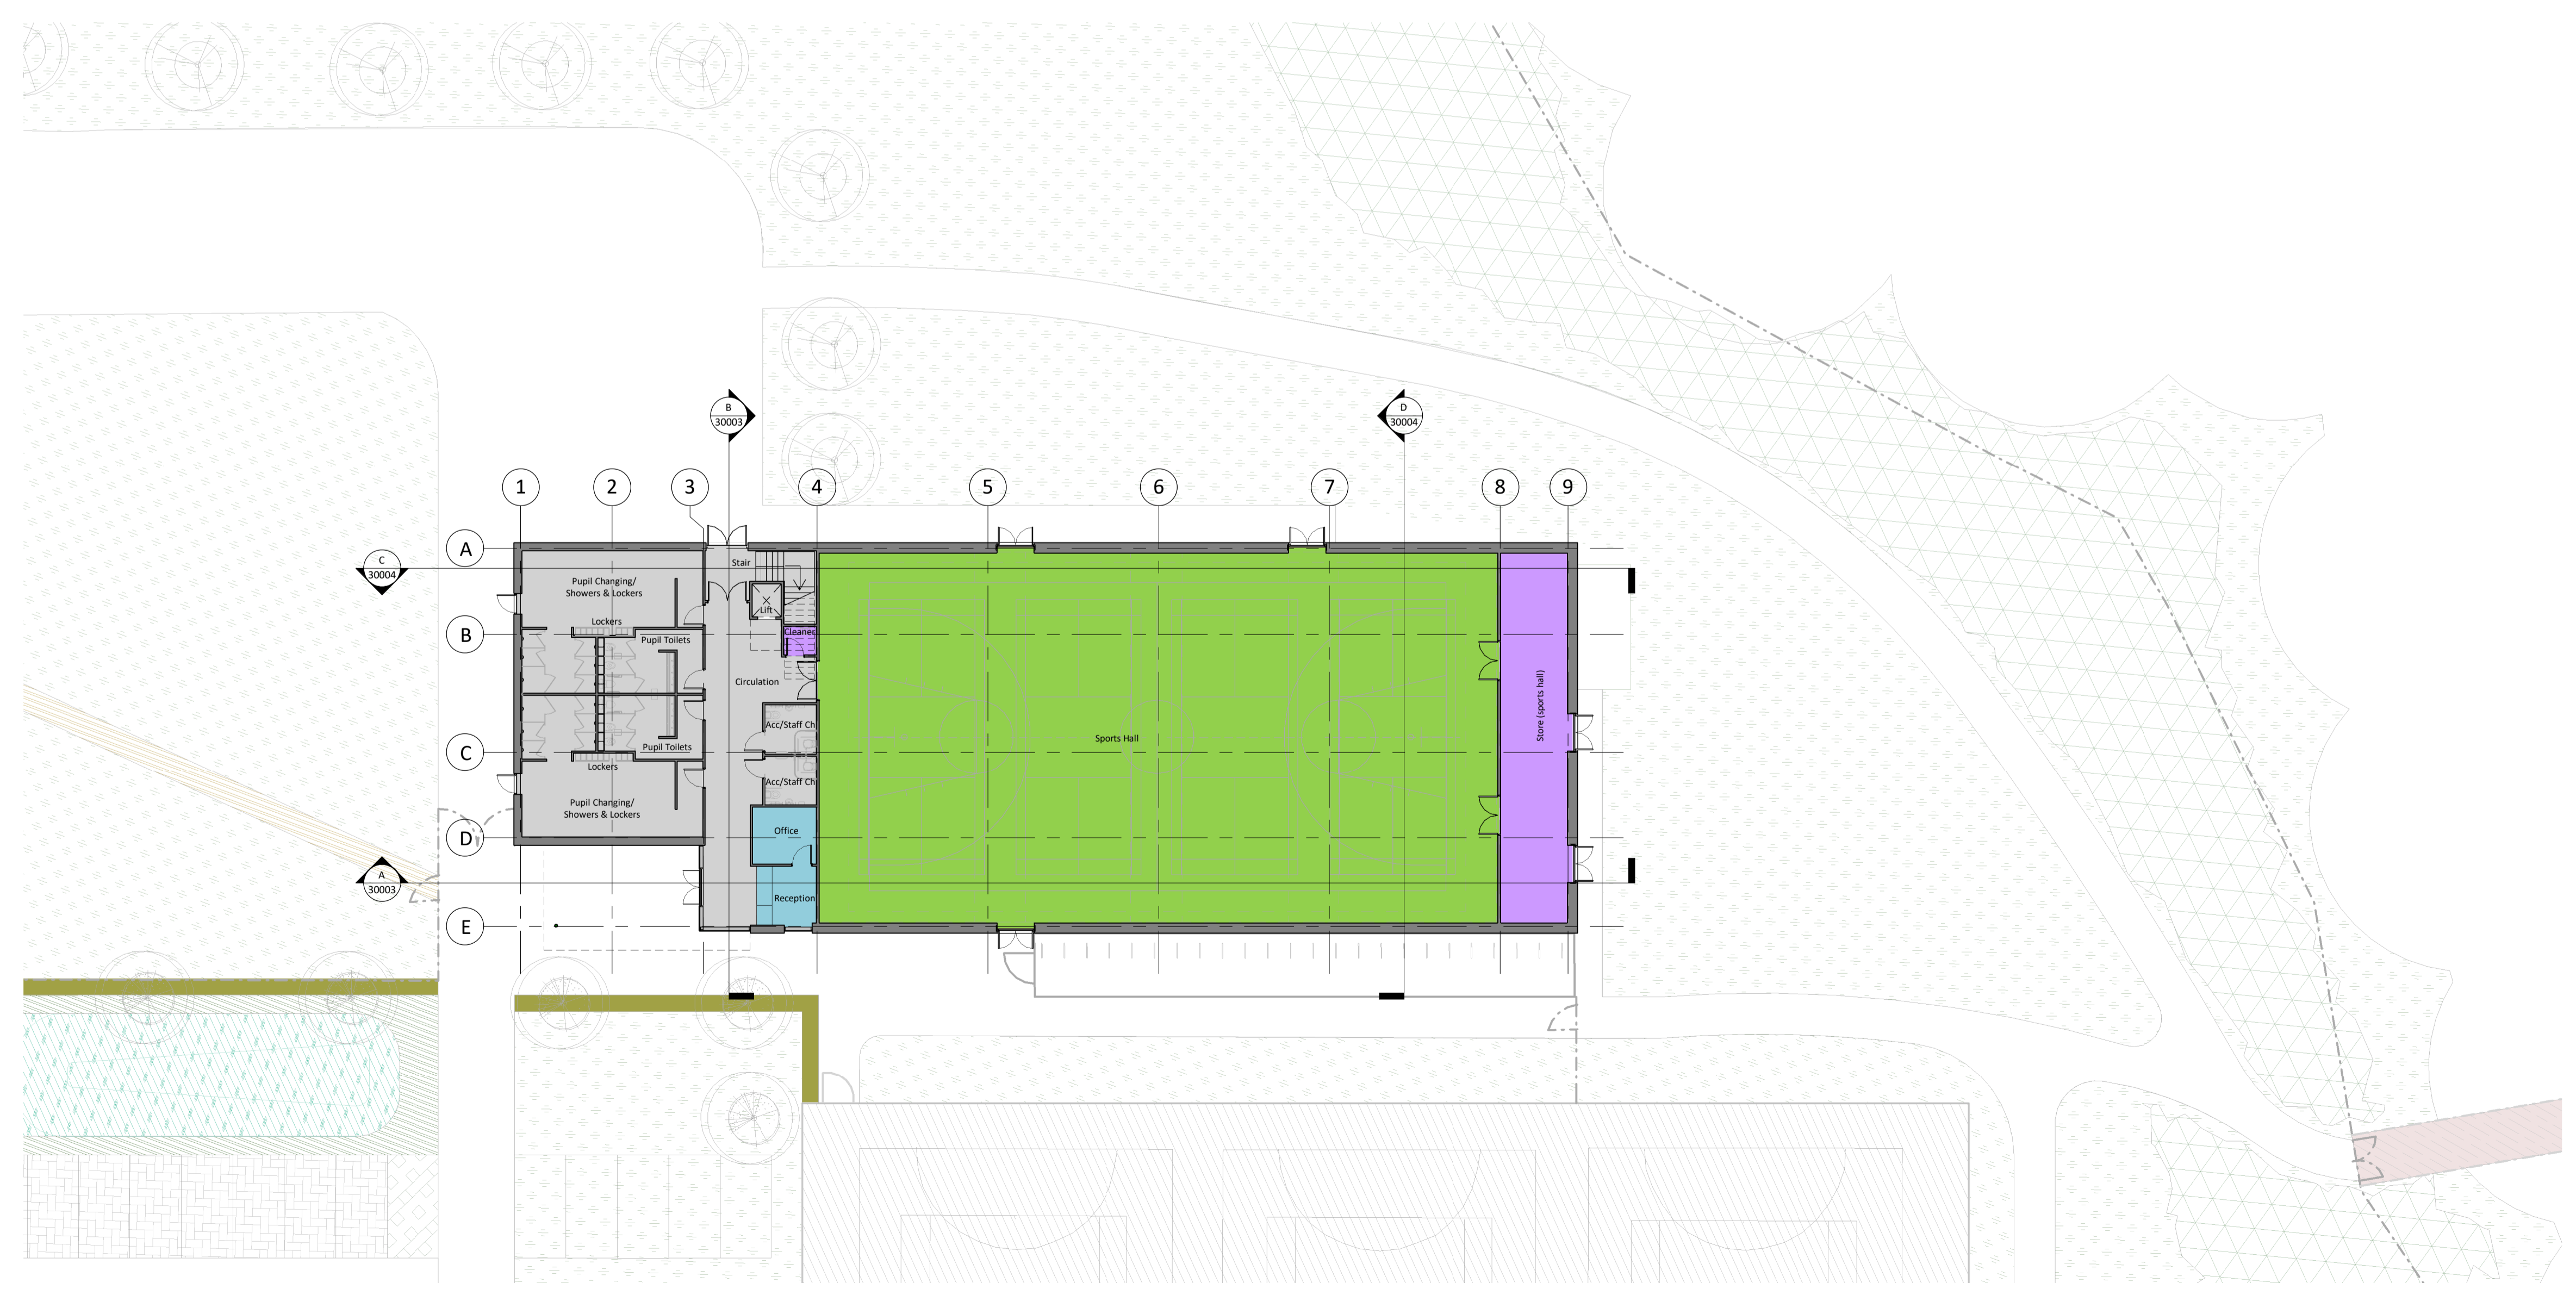 B
30003
D
30004
1
2
3
4
5
6
7
8
9
A
C
30004
Stair
Pupil Changing/
Showers & Lockers
Lift
Lockers
Cleaner
B
Pupil Toilets
Circulation
Store (sports hall)
Acc/Staff Ch
Sports Hall
Pupil Toilets
C
Lockers
Acc/Staff Ch
Pupil Changing/
Showers & Lockers
Office
D
A
30003
Reception
E